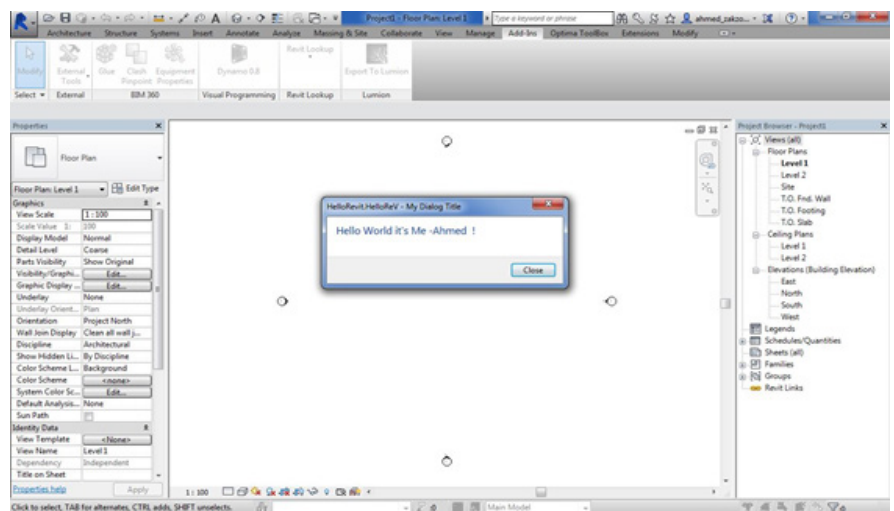 Project1 - Floor Plan: Level 1
Type a keyword or phrase
ahmed_zakzo...
Architecture Structure Systems Insert Annotate Analyze Massing & Site Collaborate View Manage Add-Ins Optima ToolBox Extensions Modify
Modify
External Tools
Glue
Clash Pinpoint
Equipment Properties
Dynamo 0.8
Revit Lookup
Export To Lumion
Select External BIM 360 Visual Programming Revit Lookup Lumion
Properties
Floor Plan
Floor Plan: Level 1
Edit Type
Graphics
View Scale 1 : 100
Scale Value 1: 100
Display Model Normal
Detail Level Coarse
Parts Visibility Show Original
Visibility/Graphi... Edit...
Graphic Display ... Edit...
Underlay None
Underlay Orient... Plan
Orientation Project North
Wall Join Display Clean all wall j...
Discipline Architectural
Show Hidden Li... By Discipline
Color Scheme L... Background
Color Scheme <none>
System Color Sc... Edit...
Default Analysis... None
Sun Path
Identity Data
View Template <None>
View Name Level 1
Dependency Independent
Title on Sheet
Properties help
Apply
HelloRevit.HelloReV - My Dialog Title
Hello World it's Me -Ahmed !
Close
Project Browser - Project1
Views (all)
Floor Plans
Level 1
Level 2
Site
T.O. Fnd. Wall
T.O. Footing
T.O. Slab
Ceiling Plans
Level 1
Level 2
Elevations (Building Elevation)
East
North
South
West
Legends
Schedules/Quantities
Sheets (all)
Families
Groups
Revit Links
1 : 100
Click to select, TAB for alternates, CTRL adds, SHIFT unselects.
:0
Main Model